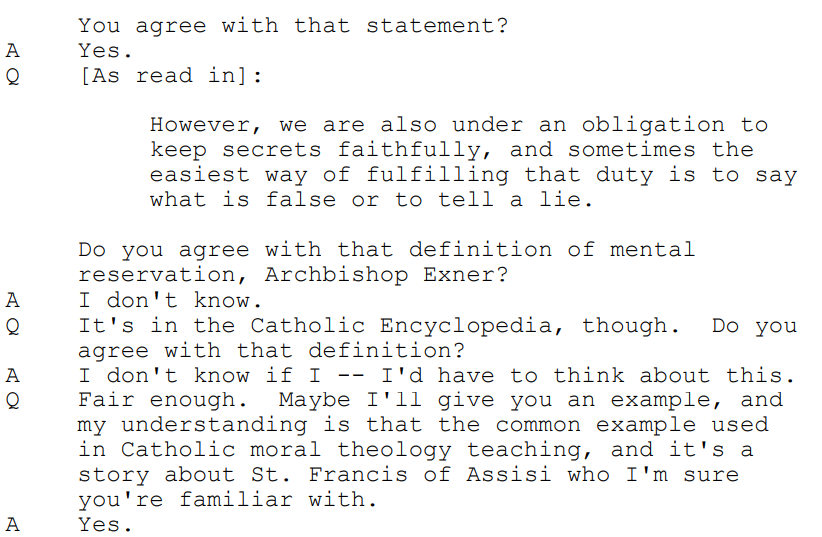 You agree with that statement?
A Yes.
Q [As read in]:
However, we are also under an obligation to
keep secrets faithfully, and sometimes the
easiest way of fulfilling that duty is to say
what is false or to tell a lie.
Do you agree with that definition of mental
reservation, Archbishop Exner?
A I don't know.
Q It's in the Catholic Encyclopedia, though. Do you
agree with that definition?
A I don't know if I -- I'd have to think about this.
Q Fair enough. Maybe I'll give you an example, and
my understanding is that the common example used
in Catholic moral theology teaching, and it's a
story about St. Francis of Assisi who I'm sure
you're familiar with.
A Yes.